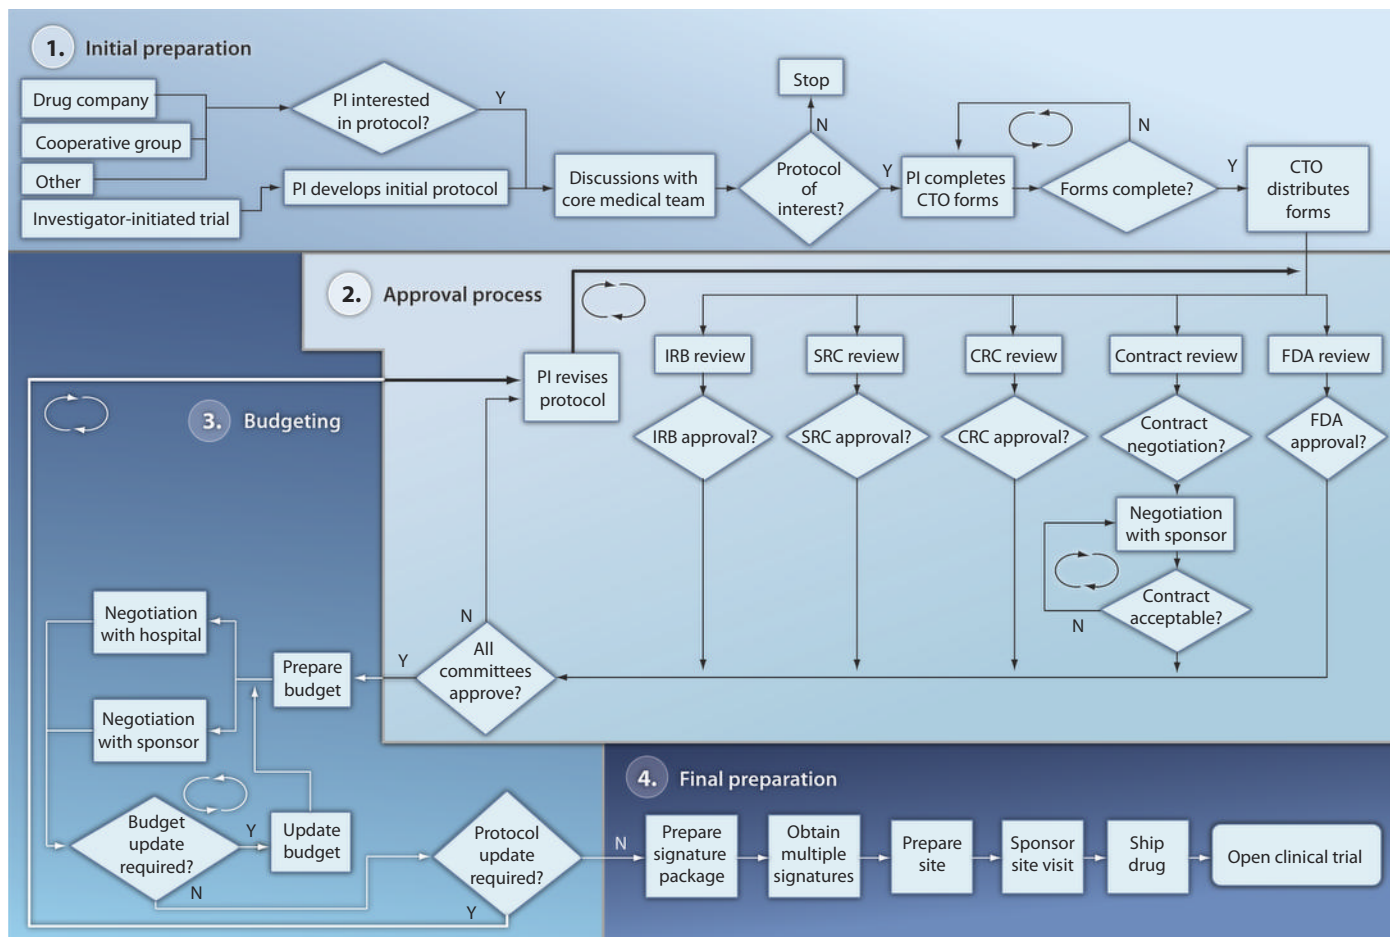 1. Initial preparation
Drug company
Cooperative group
Other
Investigator-initiated trial
PI interested
in protocol?
Y
PI develops initial protocol
Discussions with
core medical team
Stop
N
Protocol
of
interest?
Y
PI completes
CTO forms
N
Forms complete?
Y
CTO
distributes
forms
2. Approval process
PI revises
protocol
IRB review
SRC review
CRC review
Contract review
FDA review
IRB approval?
SRC approval?
CRC approval?
Contract
negotiation?
FDA
approval?
Negotiation
with sponsor
Contract
acceptable?
N
N
All
committees
approve?
Y
3. Budgeting
Prepare
budget
Negotiation
with hospital
Negotiation
with sponsor
Budget
update
required?
Y
Update
budget
N
Protocol
update
required?
Y
N
4. Final preparation
Prepare
signature
package
Obtain
multiple
signatures
Prepare
site
Sponsor
site visit
Ship
drug
Open clinical trial